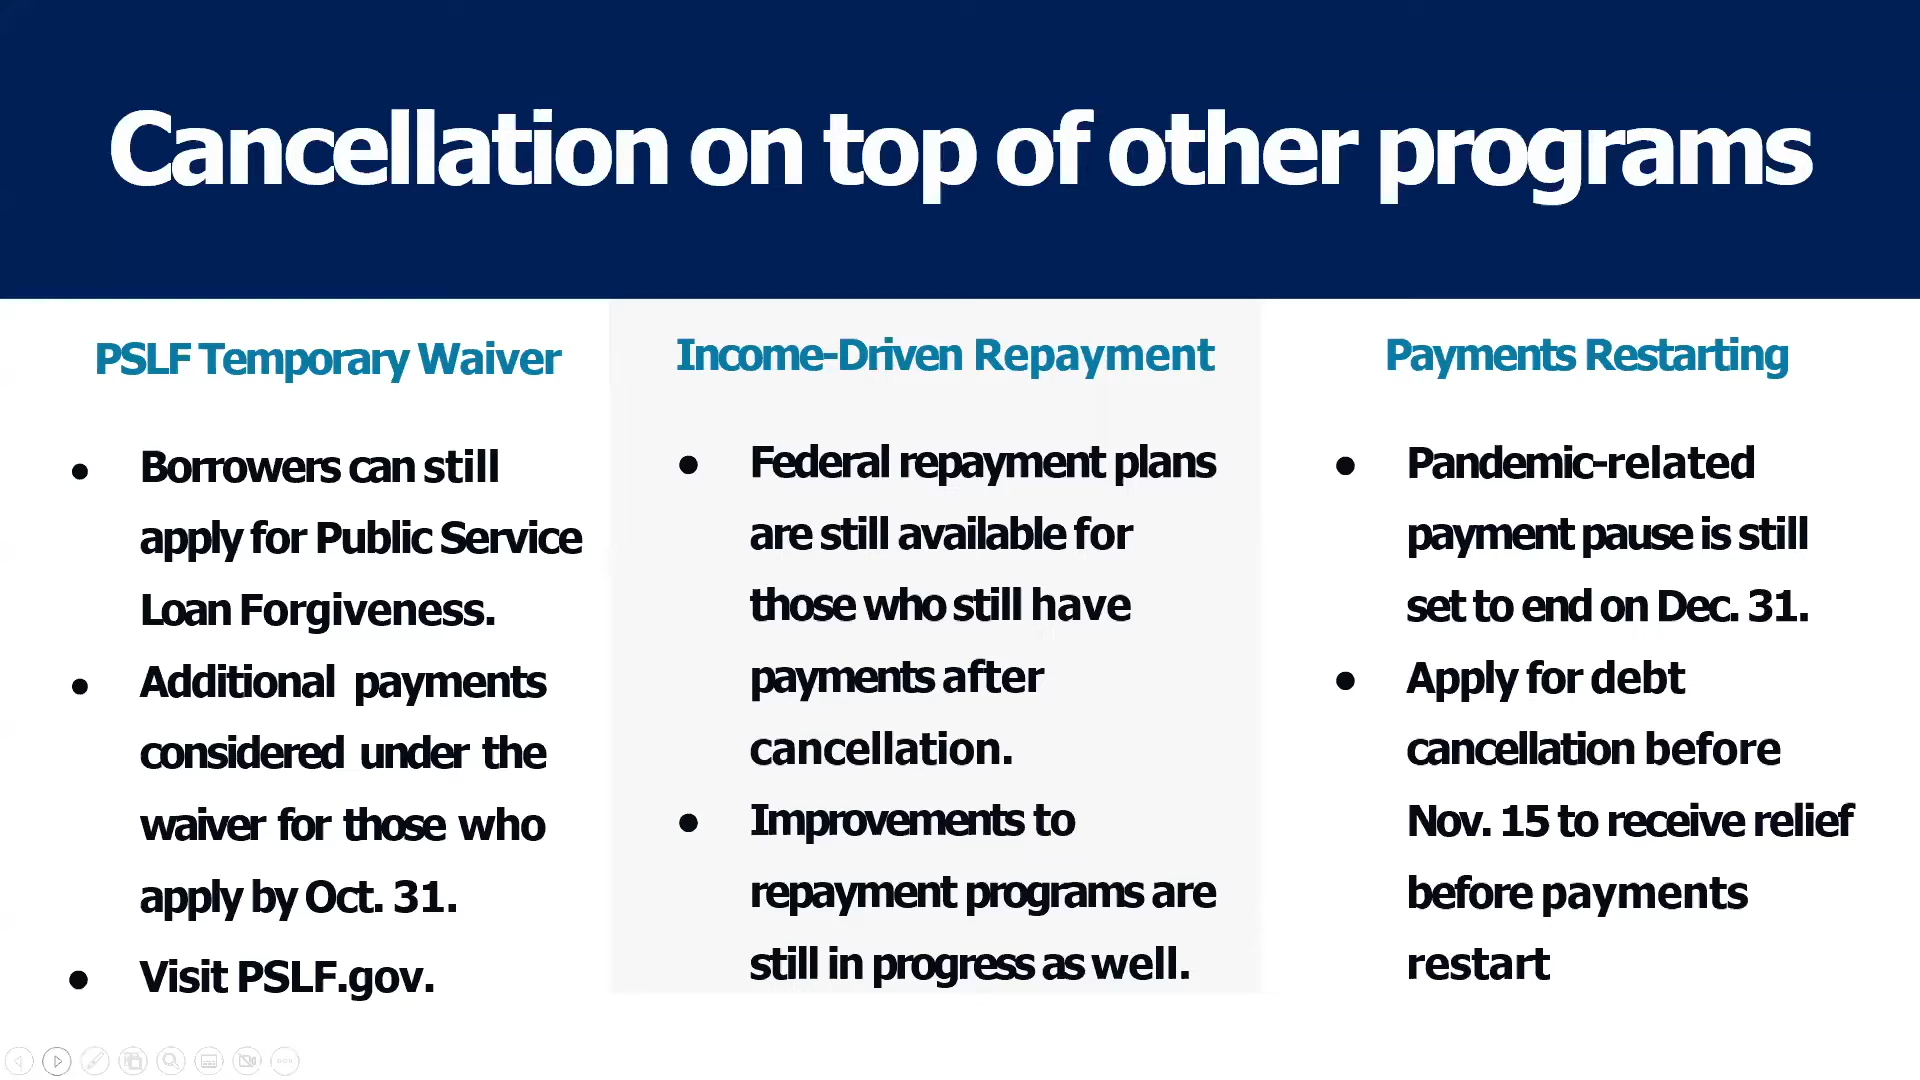 Cancellation on top of other programs
PSLF Temporary Waiver
● Borrowers can still
apply for Public Service
Loan Forgiveness.
● Additional payments
considered under the
waiver for those who
apply by Oct. 31.
● Visit PSLF.gov.
Income-Driven Repayment
● Federal repayment plans
are still available for
those who still have
payments after
cancellation.
● Improvements to
repayment programs are
still in progress as well.
Payments Restarting
● Pandemic-related
payment pause is still
set to end on Dec. 31.
● Apply for debt
cancellation before
Nov. 15 to receive relief
before payments
restart